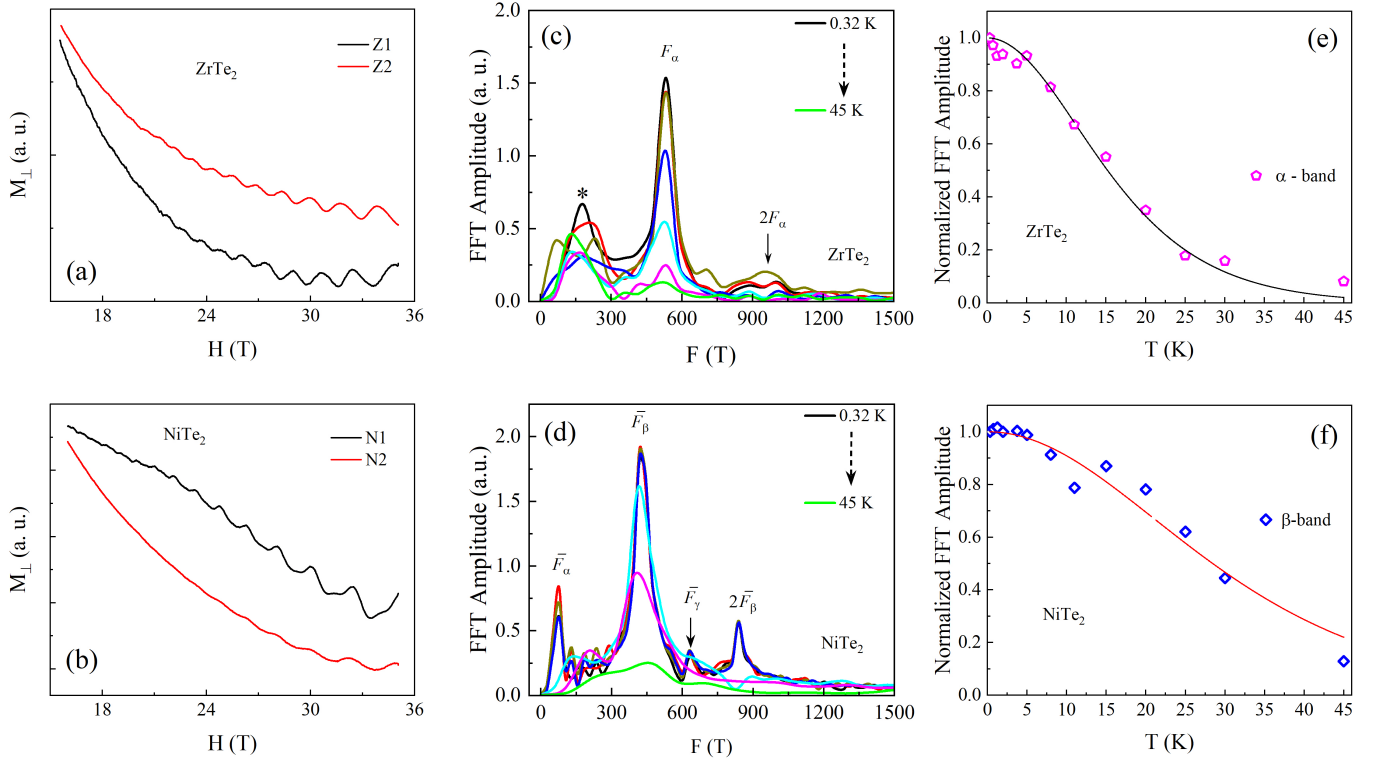 M⊥ (a. u.)
ZrTe₂
Z1
Z2
(a)
18 24 30 36
H (T)
FFT Amplitude (a. u.)
2.0
1.5
1.0
0.5
0.0
(c)
Fα
0.32 K
45 K
*
2Fα
ZrTe₂
0 300 600 900 1200 1500
F (T)
Normalized FFT Amplitude
1.0
0.8
0.6
0.4
0.2
0.0
(e)
α - band
ZrTe₂
0 5 10 15 20 25 30 35 40 45
T (K)
M⊥ (a. u.)
NiTe₂
N1
N2
(b)
18 24 30 36
H (T)
FFT Amplitude (a.u.)
2.0
1.5
1.0
0.5
0.0
(d)
F̅β
0.32 K
45 K
F̅α
F̅γ
2F̅β
NiTe₂
0 300 600 900 1200 1500
F (T)
Normalized FFT Amplitude
1.0
0.8
0.6
0.4
0.2
0.0
(f)
β-band
NiTe₂
0 5 10 15 20 25 30 35 40 45
T (K)